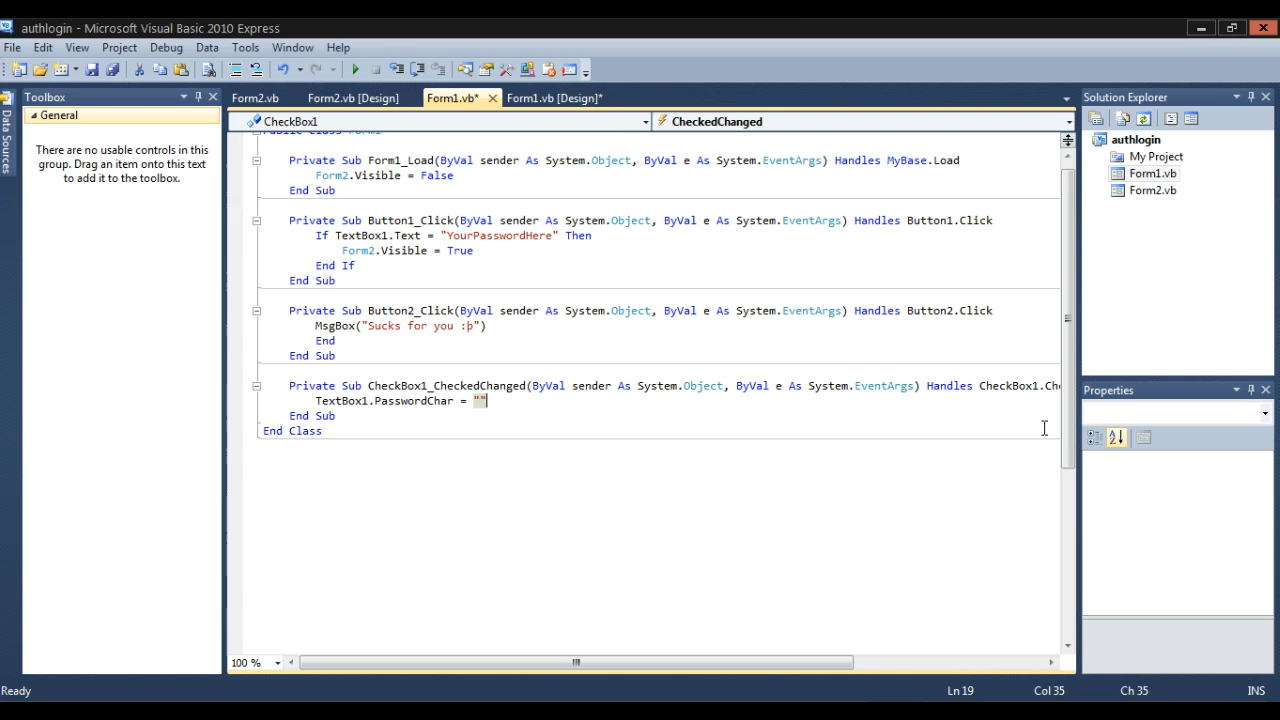 authlogin - Microsoft Visual Basic 2010 Express
File Edit View Project Debug Data Tools Window Help
Toolbox
General
There are no usable controls in this
group. Drag an item onto this text
to add it to the toolbox.
Data Sources
Form2.vb Form2.vb [Design] Form1.vb* Form1.vb [Design]*
CheckBox1 CheckedChanged
Public Class Form1
Private Sub Form1_Load(ByVal sender As System.Object, ByVal e As System.EventArgs) Handles MyBase.Load
Form2.Visible = False
End Sub
Private Sub Button1_Click(ByVal sender As System.Object, ByVal e As System.EventArgs) Handles Button1.Click
If TextBox1.Text = "YourPasswordHere" Then
Form2.Visible = True
End If
End Sub
Private Sub Button2_Click(ByVal sender As System.Object, ByVal e As System.EventArgs) Handles Button2.Click
MsgBox("Sucks for you :þ")
End
End Sub
Private Sub CheckBox1_CheckedChanged(ByVal sender As System.Object, ByVal e As System.EventArgs) Handles CheckBox1.Che
TextBox1.PasswordChar = ""
End Sub
End Class
100 %
Solution Explorer
authlogin
My Project
Form1.vb
Form2.vb
Properties
Ready Ln 19 Col 35 Ch 35 INS